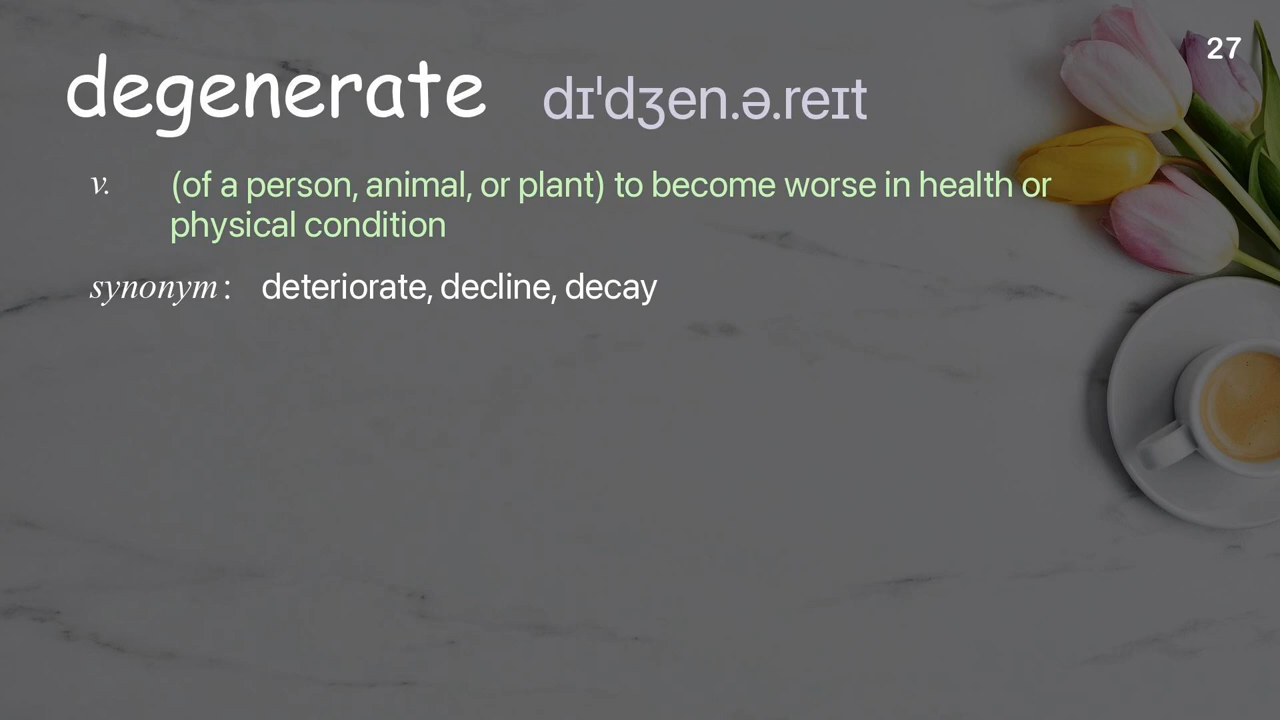 27
degenerate dɪˈdʒen.ə.reɪt
v. (of a person, animal, or plant) to become worse in health or
physical condition
synonym: deteriorate, decline, decay